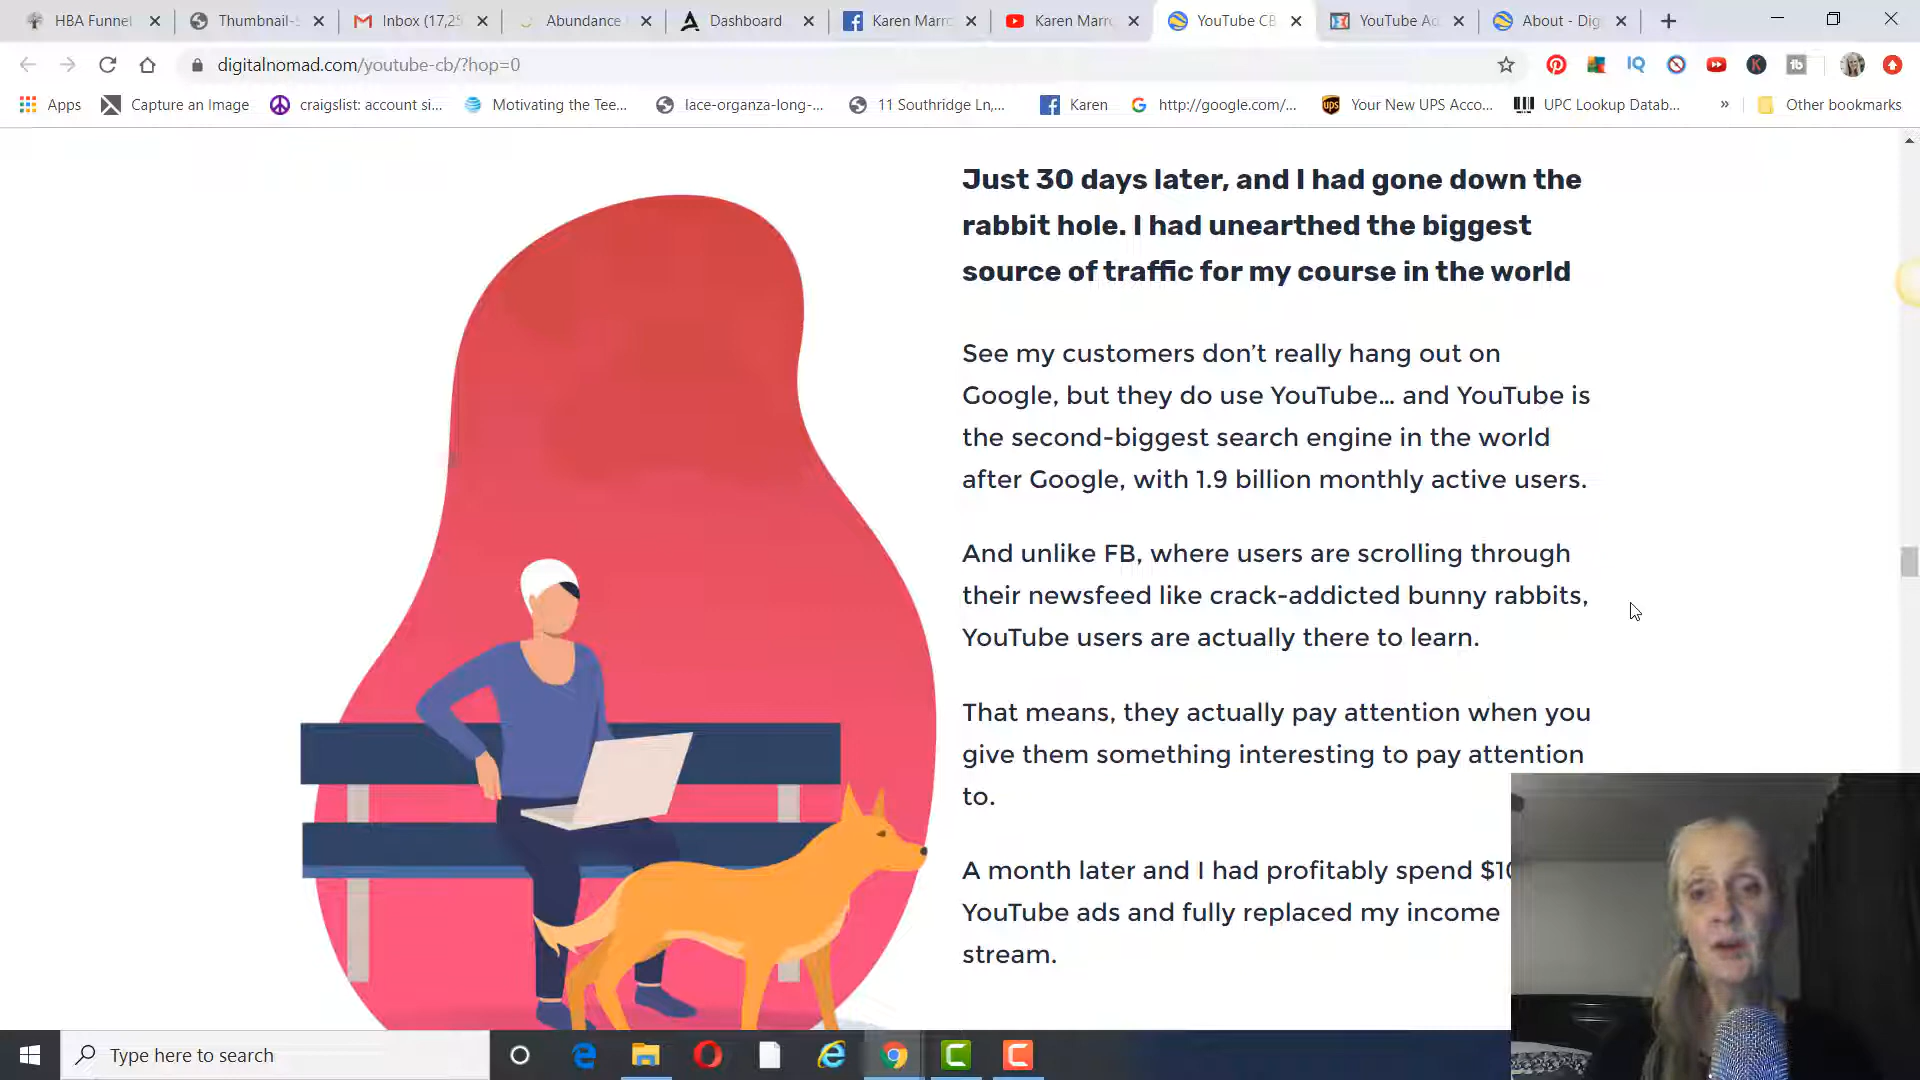 HBA Funnel
Thumbnail-
Inbox (17,25
Abundance
Dashboard
Karen Marr
Karen Marr
YouTube CB
YouTube Ad
About - Dig
digitalnomad.com/youtube-cb/?hop=0
Apps
Capture an Image
craigslist: account si...
Motivating the Tee...
lace-organza-long-...
11 Southridge Ln,...
Karen
http://google.com/...
Your New UPS Acco...
UPC Lookup Datab...
»
Other bookmarks
Just 30 days later, and I had gone down the
rabbit hole. I had unearthed the biggest
source of traffic for my course in the world
See my customers don't really hang out on
Google, but they do use YouTube... and YouTube is
the second-biggest search engine in the world
after Google, with 1.9 billion monthly active users.
And unlike FB, where users are scrolling through
their newsfeed like crack-addicted bunny rabbits,
YouTube users are actually there to learn.
That means, they actually pay attention when you
give them something interesting to pay attention
to.
A month later and I had profitably spend $10
YouTube ads and fully replaced my income
stream.
Type here to search